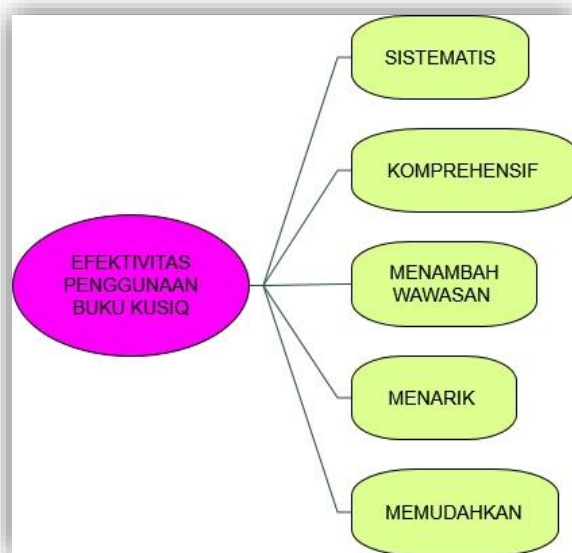 SISTEMATIS
KOMPREHENSIF
EFEKTIVITAS
PENGGUNAAN
BUKU KUSIQ
MENAMBAH
WAWASAN
MENARIK
MEMUDAHKAN